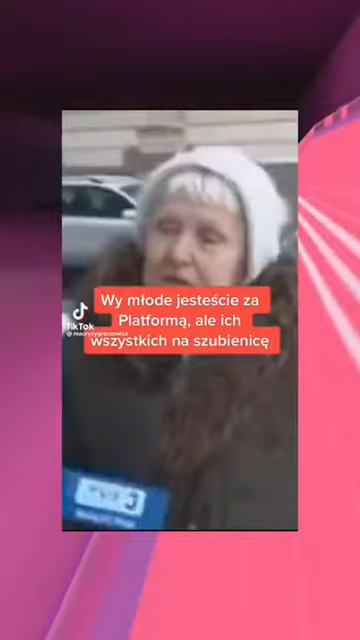 Wy młode jesteście za
Platformą, ale ich
wszystkich na szubienicę
TikTok